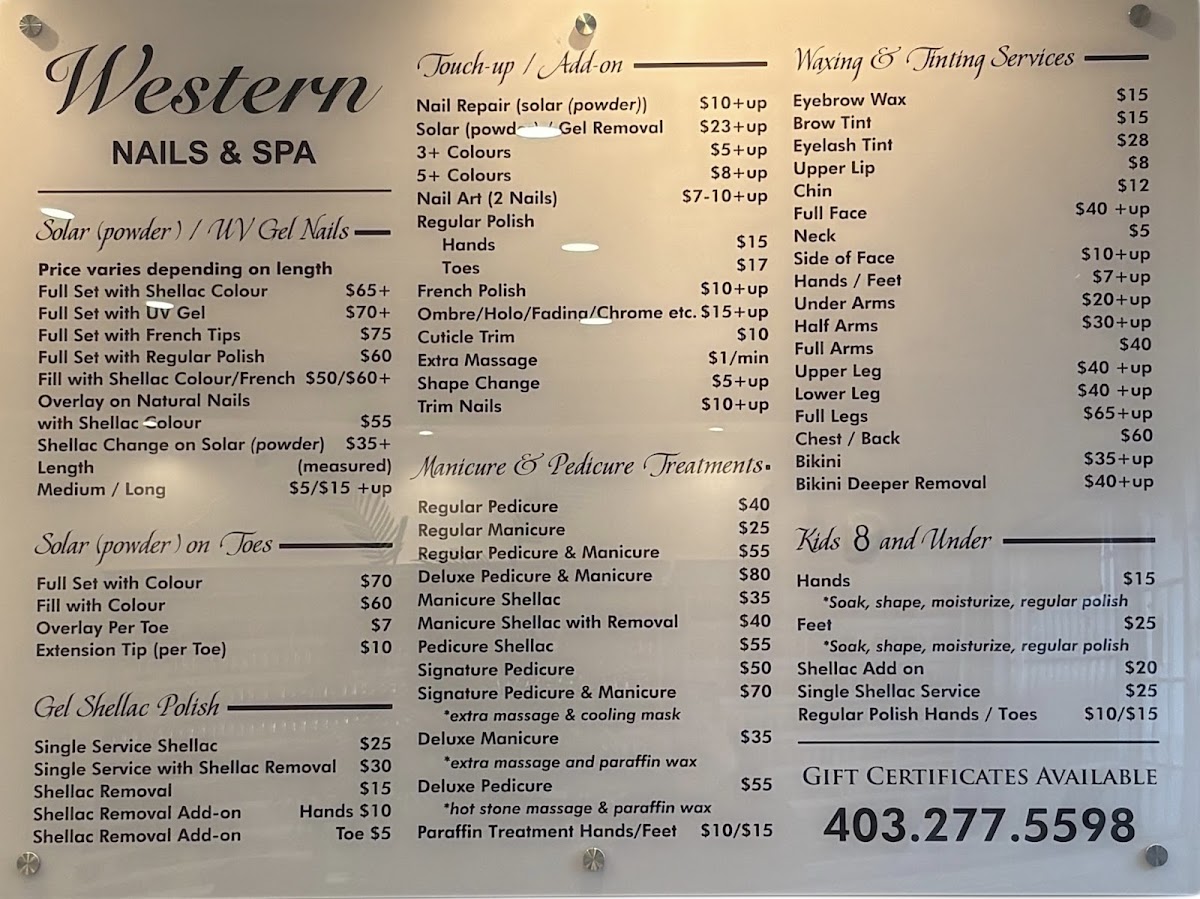 Western
NAILS & SPA
Solar (powder) / UV Gel Nails
Price varies depending on length
Full Set with Shellac Colour $65+
Full Set with UV Gel $70+
Full Set with French Tips $75
Full Set with Regular Polish $60
Fill with Shellac Colour/French $50/$60+
Overlay on Natural Nails
with Shellac Colour $55
Shellac Change on Solar (powder) $35+
Length (measured)
Medium / Long $5/$15 +up
Solar (powder) on Toes
Full Set with Colour $70
Fill with Colour $60
Overlay Per Toe $7
Extension Tip (per Toe) $10
Gel Shellac Polish
Single Service Shellac $25
Single Service with Shellac Removal $30
Shellac Removal $15
Shellac Removal Add-on Hands $10
Shellac Removal Add-on Toe $5
Touch-up / Add-on
Nail Repair (solar (powder)) $10+up
Solar (powder) / Gel Removal $23+up
3+ Colours $5+up
5+ Colours $8+up
Nail Art (2 Nails) $7-10+up
Regular Polish
Hands $15
Toes $17
French Polish $10+up
Ombre/Holo/Fading/Chrome etc. $15+up
Cuticle Trim $10
Extra Massage $1/min
Shape Change $5+up
Trim Nails $10+up
Manicure & Pedicure Treatments
Regular Pedicure $40
Regular Manicure $25
Regular Pedicure & Manicure $55
Deluxe Pedicure & Manicure $80
Manicure Shellac $35
Manicure Shellac with Removal $40
Pedicure Shellac $55
Signature Pedicure $50
Signature Pedicure & Manicure $70
*extra massage & cooling mask
Deluxe Manicure $35
*extra massage and paraffin wax
Deluxe Pedicure $55
*hot stone massage & paraffin wax
Paraffin Treatment Hands/Feet $10/$15
Waxing & Tinting Services
Eyebrow Wax $15
Brow Tint $15
Eyelash Tint $28
Upper Lip $8
Chin $12
Full Face $40 +up
Neck $5
Side of Face $10+up
Hands / Feet $7+up
Under Arms $20+up
Half Arms $30+up
Full Arms $40
Upper Leg $40 +up
Lower Leg $40 +up
Full Legs $65+up
Chest / Back $60
Bikini $35+up
Bikini Deeper Removal $40+up
Kids 8 and Under
Hands $15
*Soak, shape, moisturize, regular polish
Feet $25
*Soak, shape, moisturize, regular polish
Shellac Add on $20
Single Shellac Service $25
Regular Polish Hands / Toes $10/$15
GIFT CERTIFICATES AVAILABLE
403.277.5598